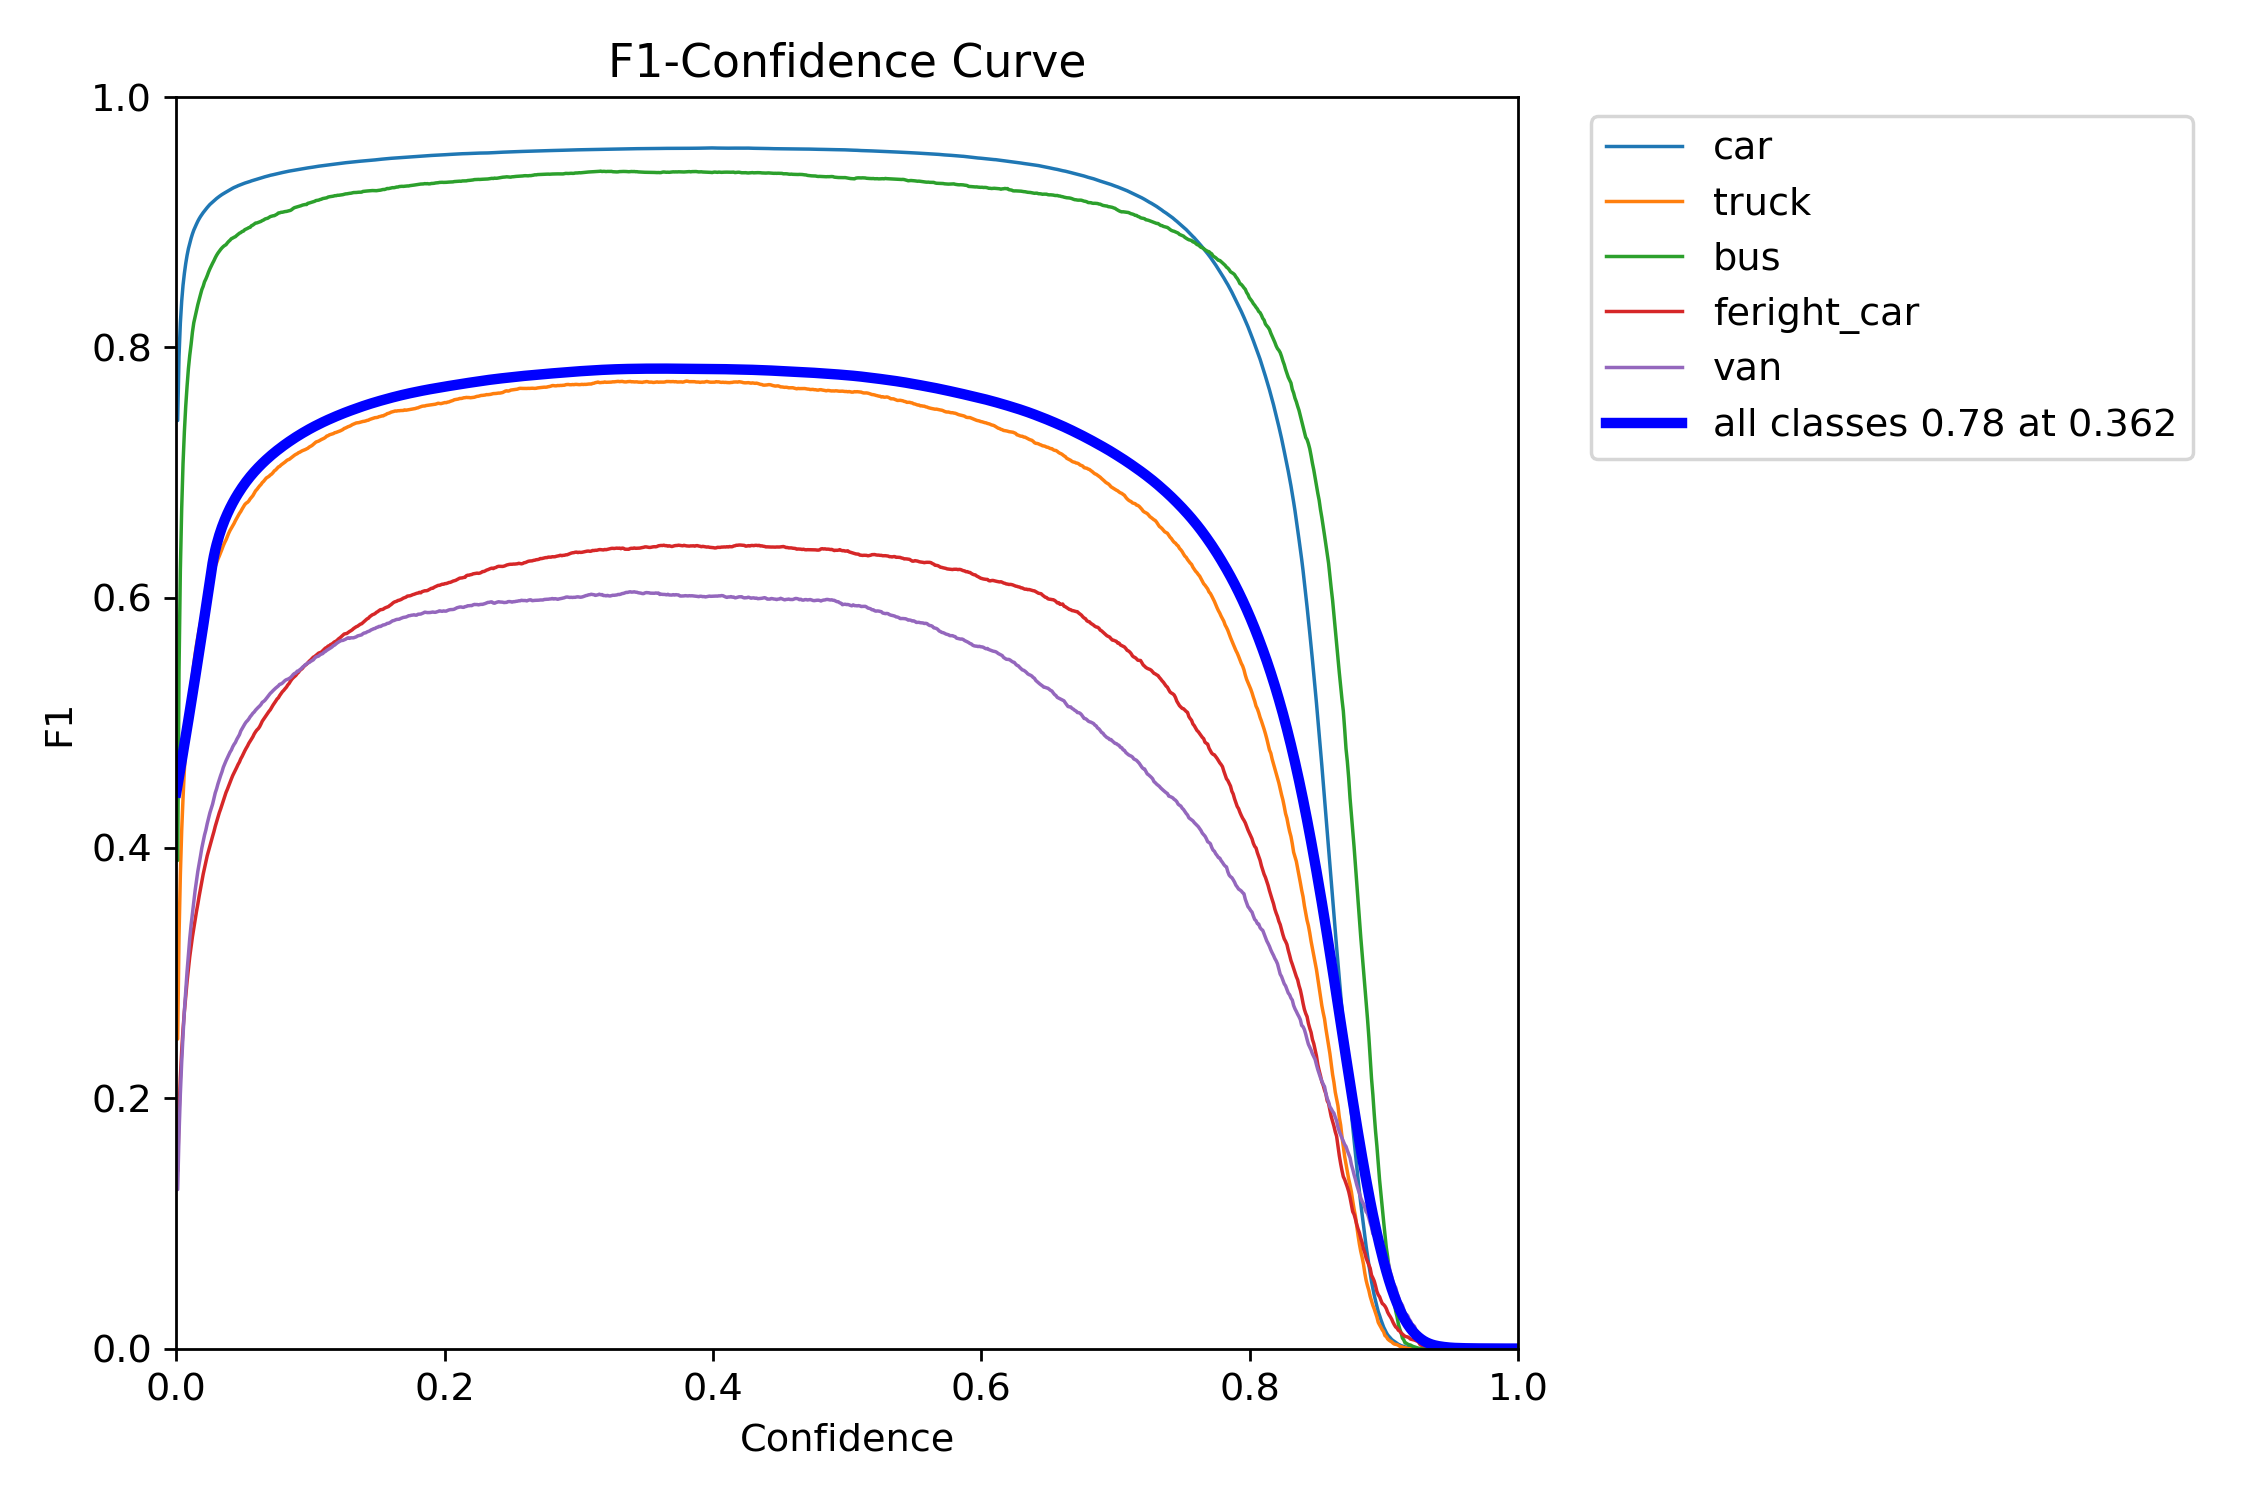 F1-Confidence Curve
1.0
0.8
0.6
0.4
0.2
0.0
F1
0.0 0.2 0.4 0.6 0.8 1.0
Confidence
car
truck
bus
feright_car
van
all classes 0.78 at 0.362